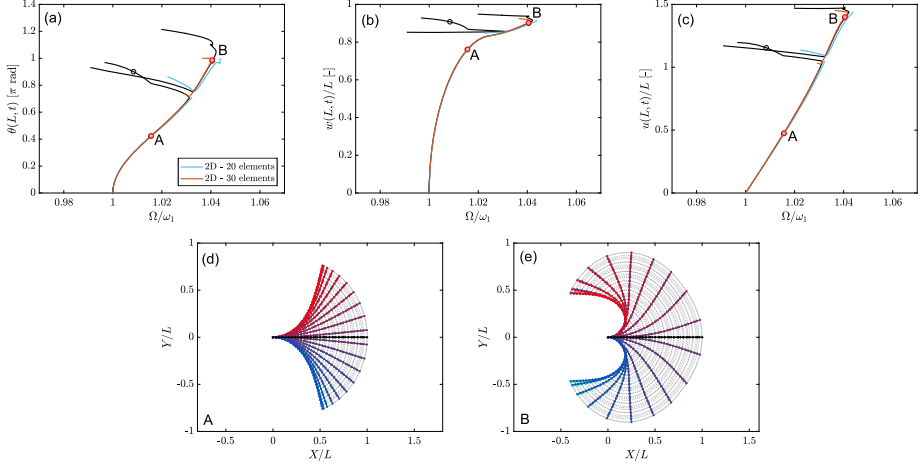 (a)
B
A
θ(L, t) [π rad]
1.4
1.2
1
0.8
0.6
0.4
0.2
0
2D - 20 elements
2D - 30 elements
0.98 1 1.02 1.04 1.06
Ω/ω₁
(b)
B
A
w(L, t)/L [-]
1
0.8
0.6
0.4
0.2
0
0.98 1 1.02 1.04 1.06
Ω/ω₁
(c)
B
A
u(L, t)/L [-]
1.5
1
0.5
0
0.98 1 1.02 1.04 1.06
Ω/ω₁
(d)
Y/L
1
0.5
0
-0.5
-1
A
-0.5 0 0.5 1 1.5
X/L
(e)
Y/L
1
0.5
0
-0.5
-1
B
-0.5 0 0.5 1 1.5
X/L